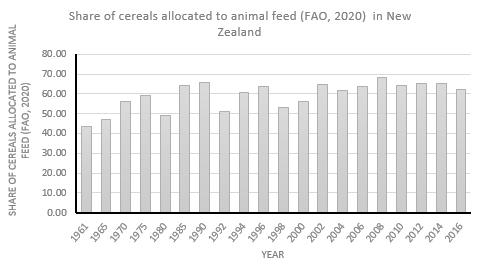 Share of cereals allocated to animal feed (FAO, 2020)  in New
Zealand
SHARE OF CEREALS ALLOCATED TO ANIMAL
FEED (FAO, 2020)
80.00
70.00
60.00
50.00
40.00
30.00
20.00
10.00
0.00
1961 1965 1970 1975 1980 1985 1990 1992 1994 1996 1998 2000 2002 2004 2006 2008 2010 2012 2014 2016
YEAR